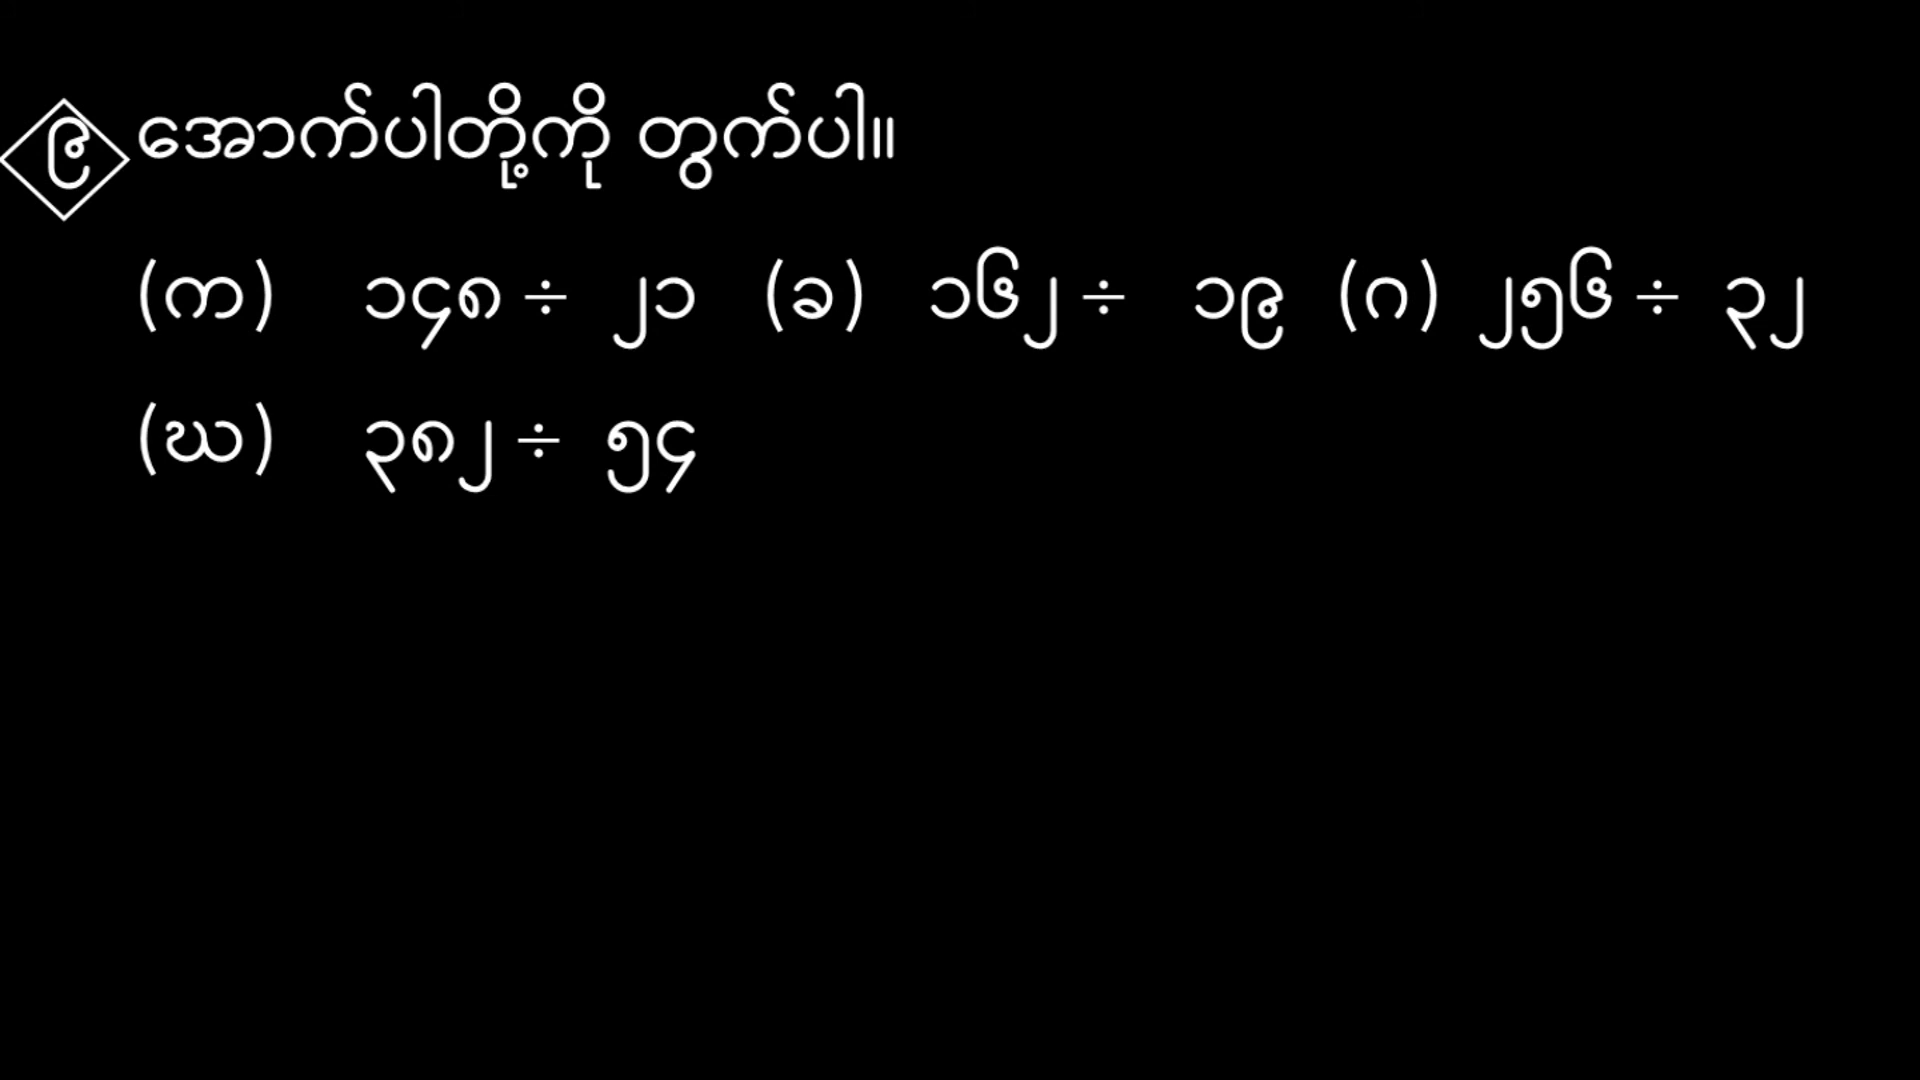 ၉ အောက်ပါတို့ကို တွက်ပါ။
(က) ၁၄၈ ÷ ၂၁ (ခ) ၁၆၂ ÷ ၁၉ (ဂ) ၂၅၆ ÷ ၃၂
(ဃ) ၃၈၂ ÷ ၅၄